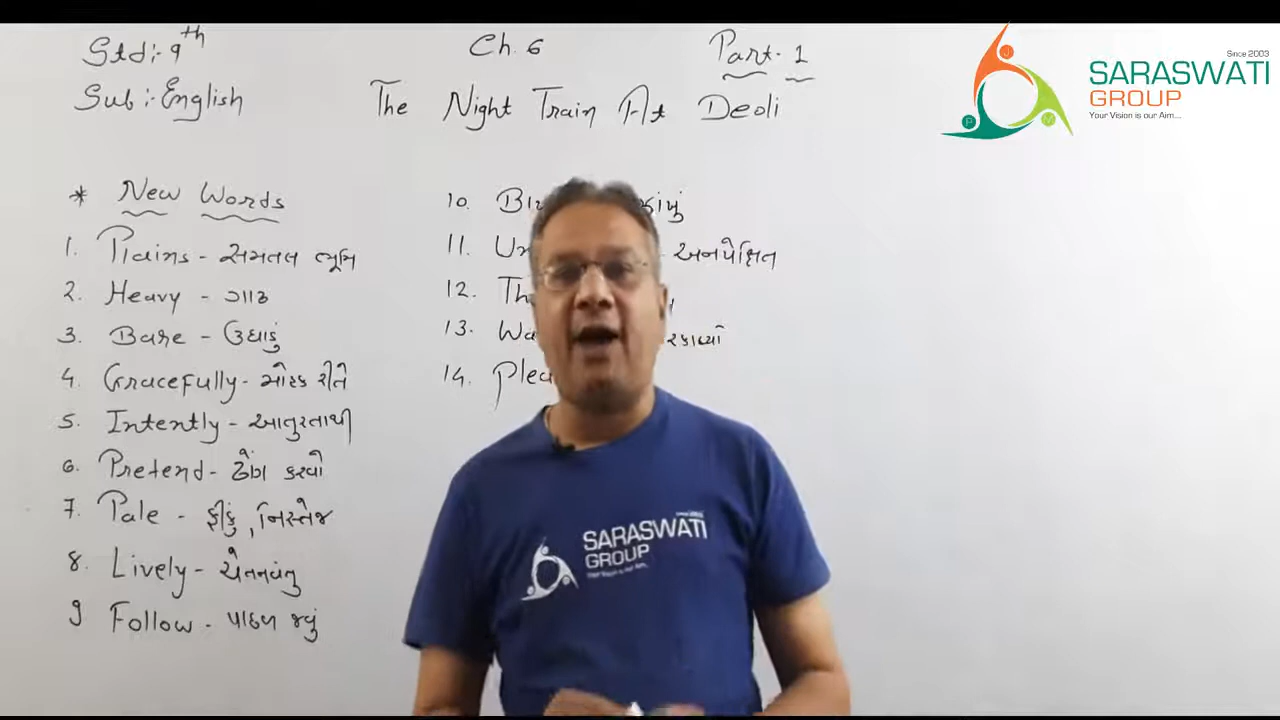 Std:- 9th
Sub:- English
Ch. 6
Part- 1
The Night Train At Deoli
Since 2003
SARASWATI
GROUP
Your Vision is our Aim...
* New Words
1. Plains - સમતલ ભૂમિ
2. Heavy - ગાઢ
3. Bare - ઉઘાડું
4. Gracefully - મોહક રીતે
5. Intently - આતુરતાથી
6. Pretend - ઢોંગ કરવો
7. Pale - ફીકું, નિસ્તેજ
8. Lively - ચેતનવંતુ
9 Follow - પાછળ જવું
10.
11. અનપેક્ષિત
12. Th
13. Wa
14. Plea
SARASWATI
GROUP